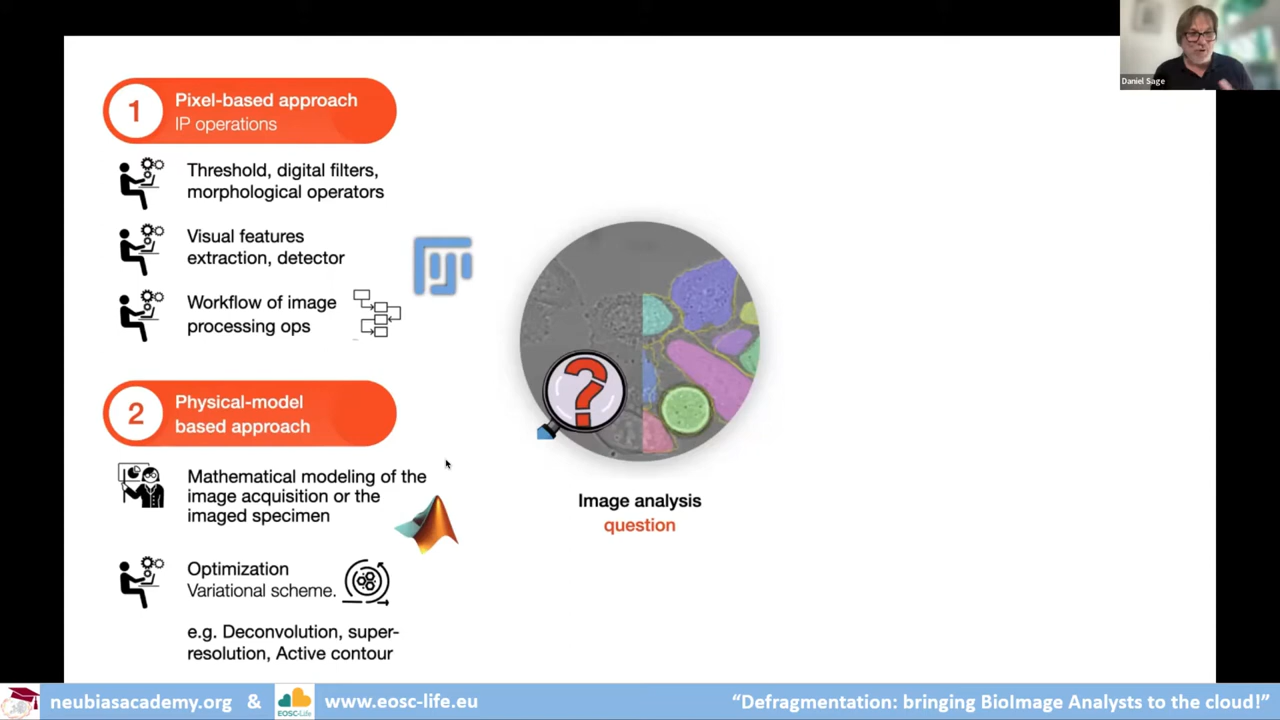 Daniel Sage
1
Pixel-based approach
IP operations
Threshold, digital filters,
morphological operators
Visual features
extraction, detector
Workflow of image
processing ops
2
Physical-model
based approach
Mathematical modeling of the
image acquisition or the
imaged specimen
Optimization
Variational scheme.
e.g. Deconvolution, super-
resolution, Active contour
?
Image analysis
question
neubiasacademy.org & EOSC-Life www.eosc-life.eu
“Defragmentation: bringing BioImage Analysts to the cloud!”